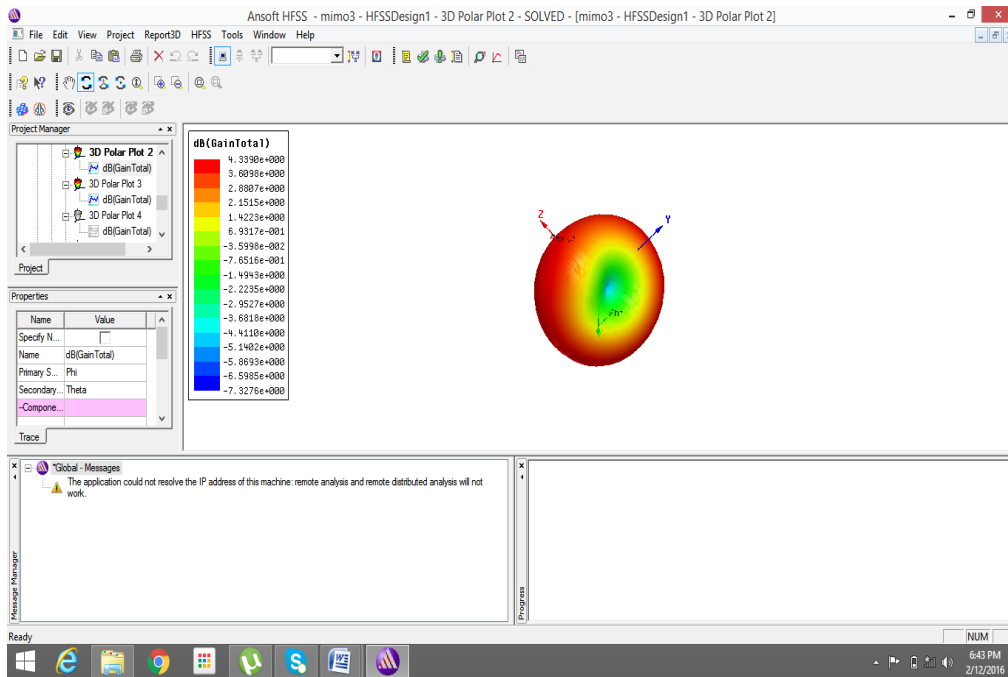 Ansoft HFSS - mimo3 - HFSSDesign1 - 3D Polar Plot 2 - SOLVED - [mimo3 - HFSSDesign1 - 3D Polar Plot 2]
File Edit View Project Report3D HFSS Tools Window Help
Project Manager
3D Polar Plot 2
dB(GainTotal)
3D Polar Plot 3
dB(GainTotal)
3D Polar Plot 4
dB(GainTotal)
Project
Properties
Name Value
Specify N...
Name dB(GainTotal)
Primary S... Phi
Secondary... Theta
-Compone...
Trace
dB(GainTotal)
4.3390e+000
3.6098e+000
2.8807e+000
2.1515e+000
1.4223e+000
6.9317e-001
-3.5998e-002
-7.6516e-001
-1.4943e+000
-2.2235e+000
-2.9527e+000
-3.6818e+000
-4.4110e+000
-5.1402e+000
-5.8693e+000
-6.5985e+000
-7.3276e+000
Z
Y
*Global - Messages
The application could not resolve the IP address of this machine: remote analysis and remote distributed analysis will not
work.
Message Manager
Progress
Ready
NUM
6:43 PM
2/12/2016